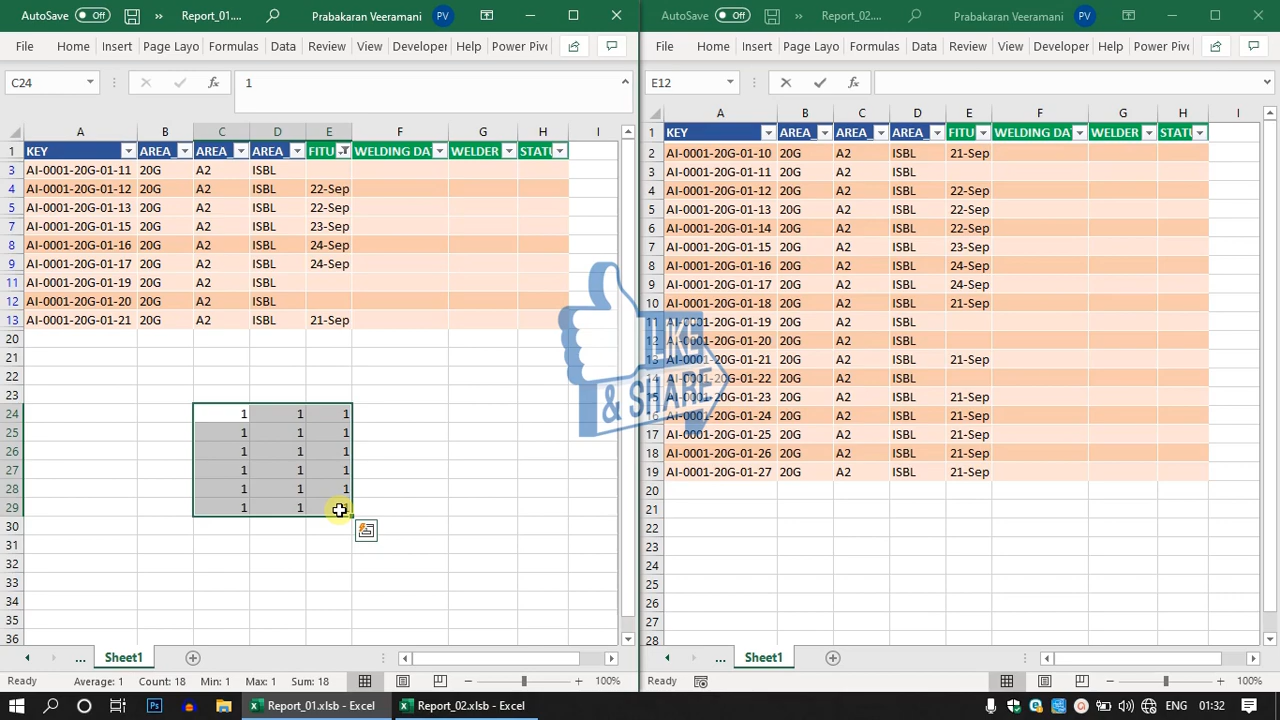 AutoSave Off Report_01.... Prabakaran Veeramani PV
File Home Insert Page Layo Formulas Data Review View Developer Help Power Piv
C24 fx 1
A B C D E F G H I
1 KEY AREA_ AREA_ AREA_ FITU WELDING DA WELDER STATU
3 AI-0001-20G-01-11 20G A2 ISBL
4 AI-0001-20G-01-12 20G A2 ISBL 22-Sep
5 AI-0001-20G-01-13 20G A2 ISBL 22-Sep
7 AI-0001-20G-01-15 20G A2 ISBL 23-Sep
8 AI-0001-20G-01-16 20G A2 ISBL 24-Sep
9 AI-0001-20G-01-17 20G A2 ISBL 24-Sep
11 AI-0001-20G-01-19 20G A2 ISBL
12 AI-0001-20G-01-20 20G A2 ISBL
13 AI-0001-20G-01-21 20G A2 ISBL 21-Sep
20
21
22
23
24 1 1 1
25 1 1 1
26 1 1 1
27 1 1 1
28 1 1 1
29 1 1
30
31
32
33
34
35
36
... Sheet1
Ready Average: 1 Count: 18 Min: 1 Max: 1 Sum: 18 100%
AutoSave Off Report_02.... Prabakaran Veeramani PV
File Home Insert Page Layo Formulas Data Review View Developer Help Power Piv
E12 fx
A B C D E F G H I
1 KEY AREA_ AREA_ AREA_ FITU WELDING DA WELDER STATU
2 AI-0001-20G-01-10 20G A2 ISBL 21-Sep
3 AI-0001-20G-01-11 20G A2 ISBL
4 AI-0001-20G-01-12 20G A2 ISBL 22-Sep
5 AI-0001-20G-01-13 20G A2 ISBL 22-Sep
6 AI-0001-20G-01-14 20G A2 ISBL 22-Sep
7 AI-0001-20G-01-15 20G A2 ISBL 23-Sep
8 AI-0001-20G-01-16 20G A2 ISBL 24-Sep
9 AI-0001-20G-01-17 20G A2 ISBL 24-Sep
10 AI-0001-20G-01-18 20G A2 ISBL 21-Sep
11 AI-0001-20G-01-19 20G A2 ISBL
12 AI-0001-20G-01-20 20G A2 ISBL
13 AI-0001-20G-01-21 20G A2 ISBL 21-Sep
14 AI-0001-20G-01-22 20G A2 ISBL
15 AI-0001-20G-01-23 20G A2 ISBL 21-Sep
16 AI-0001-20G-01-24 20G A2 ISBL 21-Sep
17 AI-0001-20G-01-25 20G A2 ISBL 21-Sep
18 AI-0001-20G-01-26 20G A2 ISBL 21-Sep
19 AI-0001-20G-01-27 20G A2 ISBL 21-Sep
20
21
22
23
24
25
26
27
28
... Sheet1
Ready 100%
LIKE
& SHARE
Report_01.xlsb - Excel Report_02.xlsb - Excel ENG 01:32